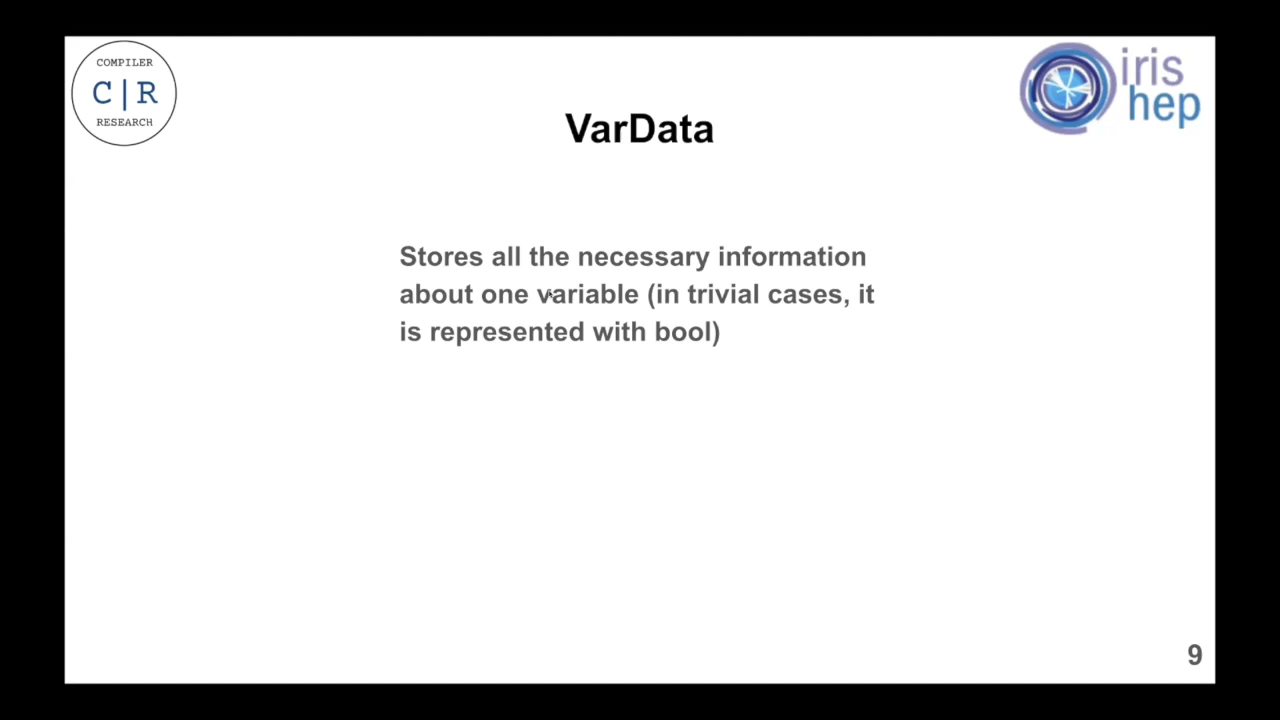 COMPILER
C|R
RESEARCH
iris
hep
VarData
Stores all the necessary information
about one variable (in trivial cases, it
is represented with bool)
9